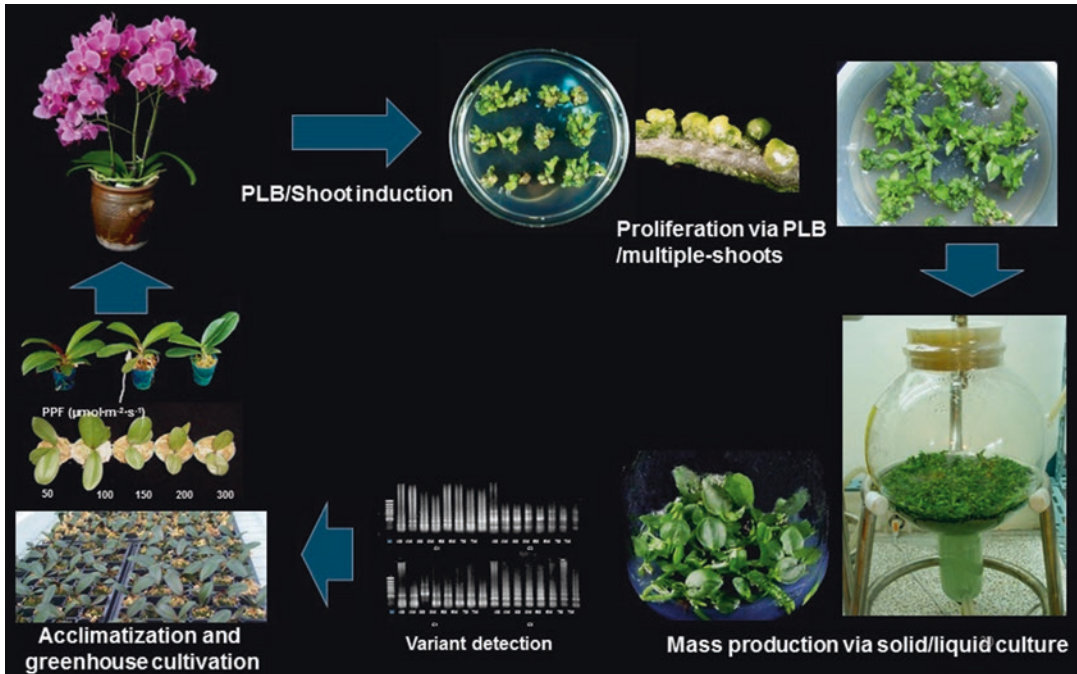 PLB/Shoot induction
Proliferation via PLB
/multiple-shoots
PPF (µmol·m-2·s-1)
50 100 150 200 300
Acclimatization and
greenhouse cultivation
Variant detection
Mass production via solid/liquid culture